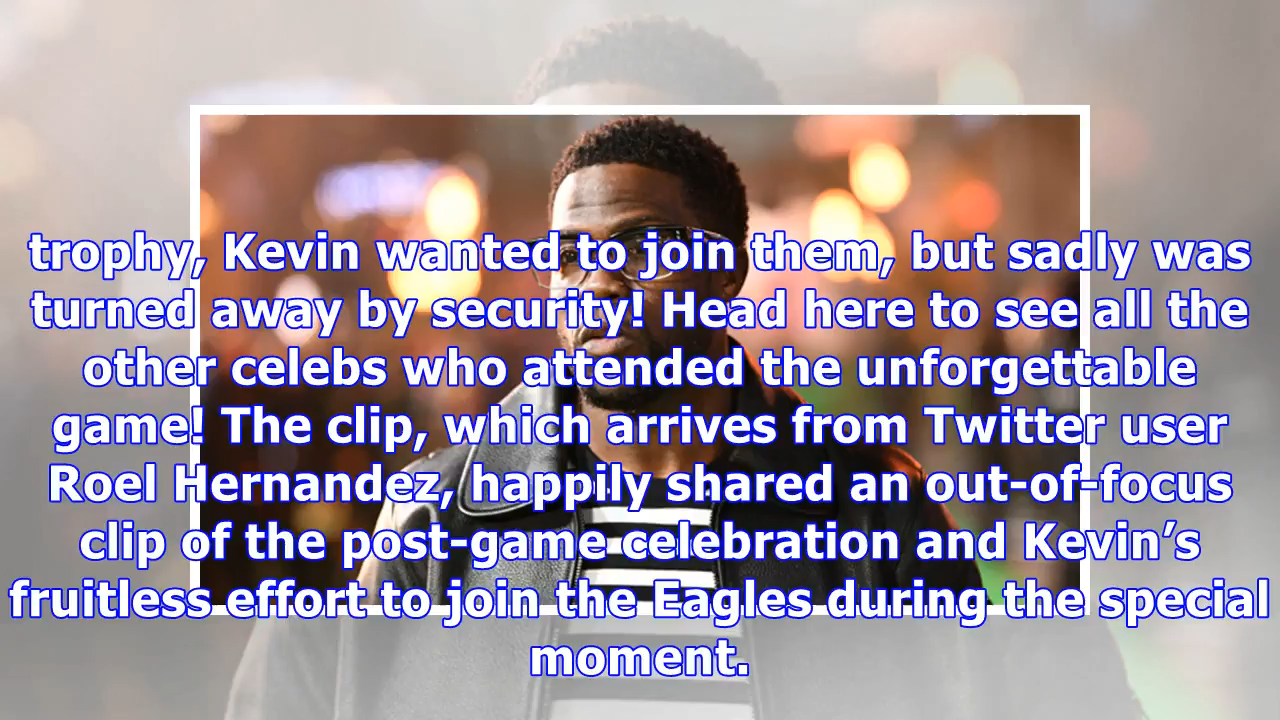 trophy, Kevin wanted to join them, but sadly was
turned away by security! Head here to see all the
other celebs who attended the unforgettable
game! The clip, which arrives from Twitter user
Roel Hernandez, happily shared an out-of-focus
clip of the post-game celebration and Kevin’s
fruitless effort to join the Eagles during the special
moment.